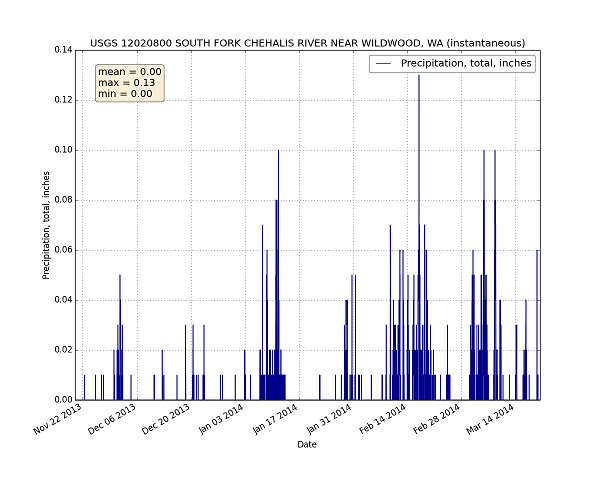 USGS 12020800 SOUTH FORK CHEHALIS RIVER NEAR WILDWOOD, WA (instantaneous)
mean = 0.00
max = 0.13
min = 0.00
Precipitation, total, inches
0.14
0.12
0.10
0.08
0.06
0.04
0.02
0.00
Precipitation, total, inches
Nov 22 2013
Dec 06 2013
Dec 20 2013
Jan 03 2014
Jan 17 2014
Jan 31 2014
Feb 14 2014
Feb 28 2014
Mar 14 2014
Date